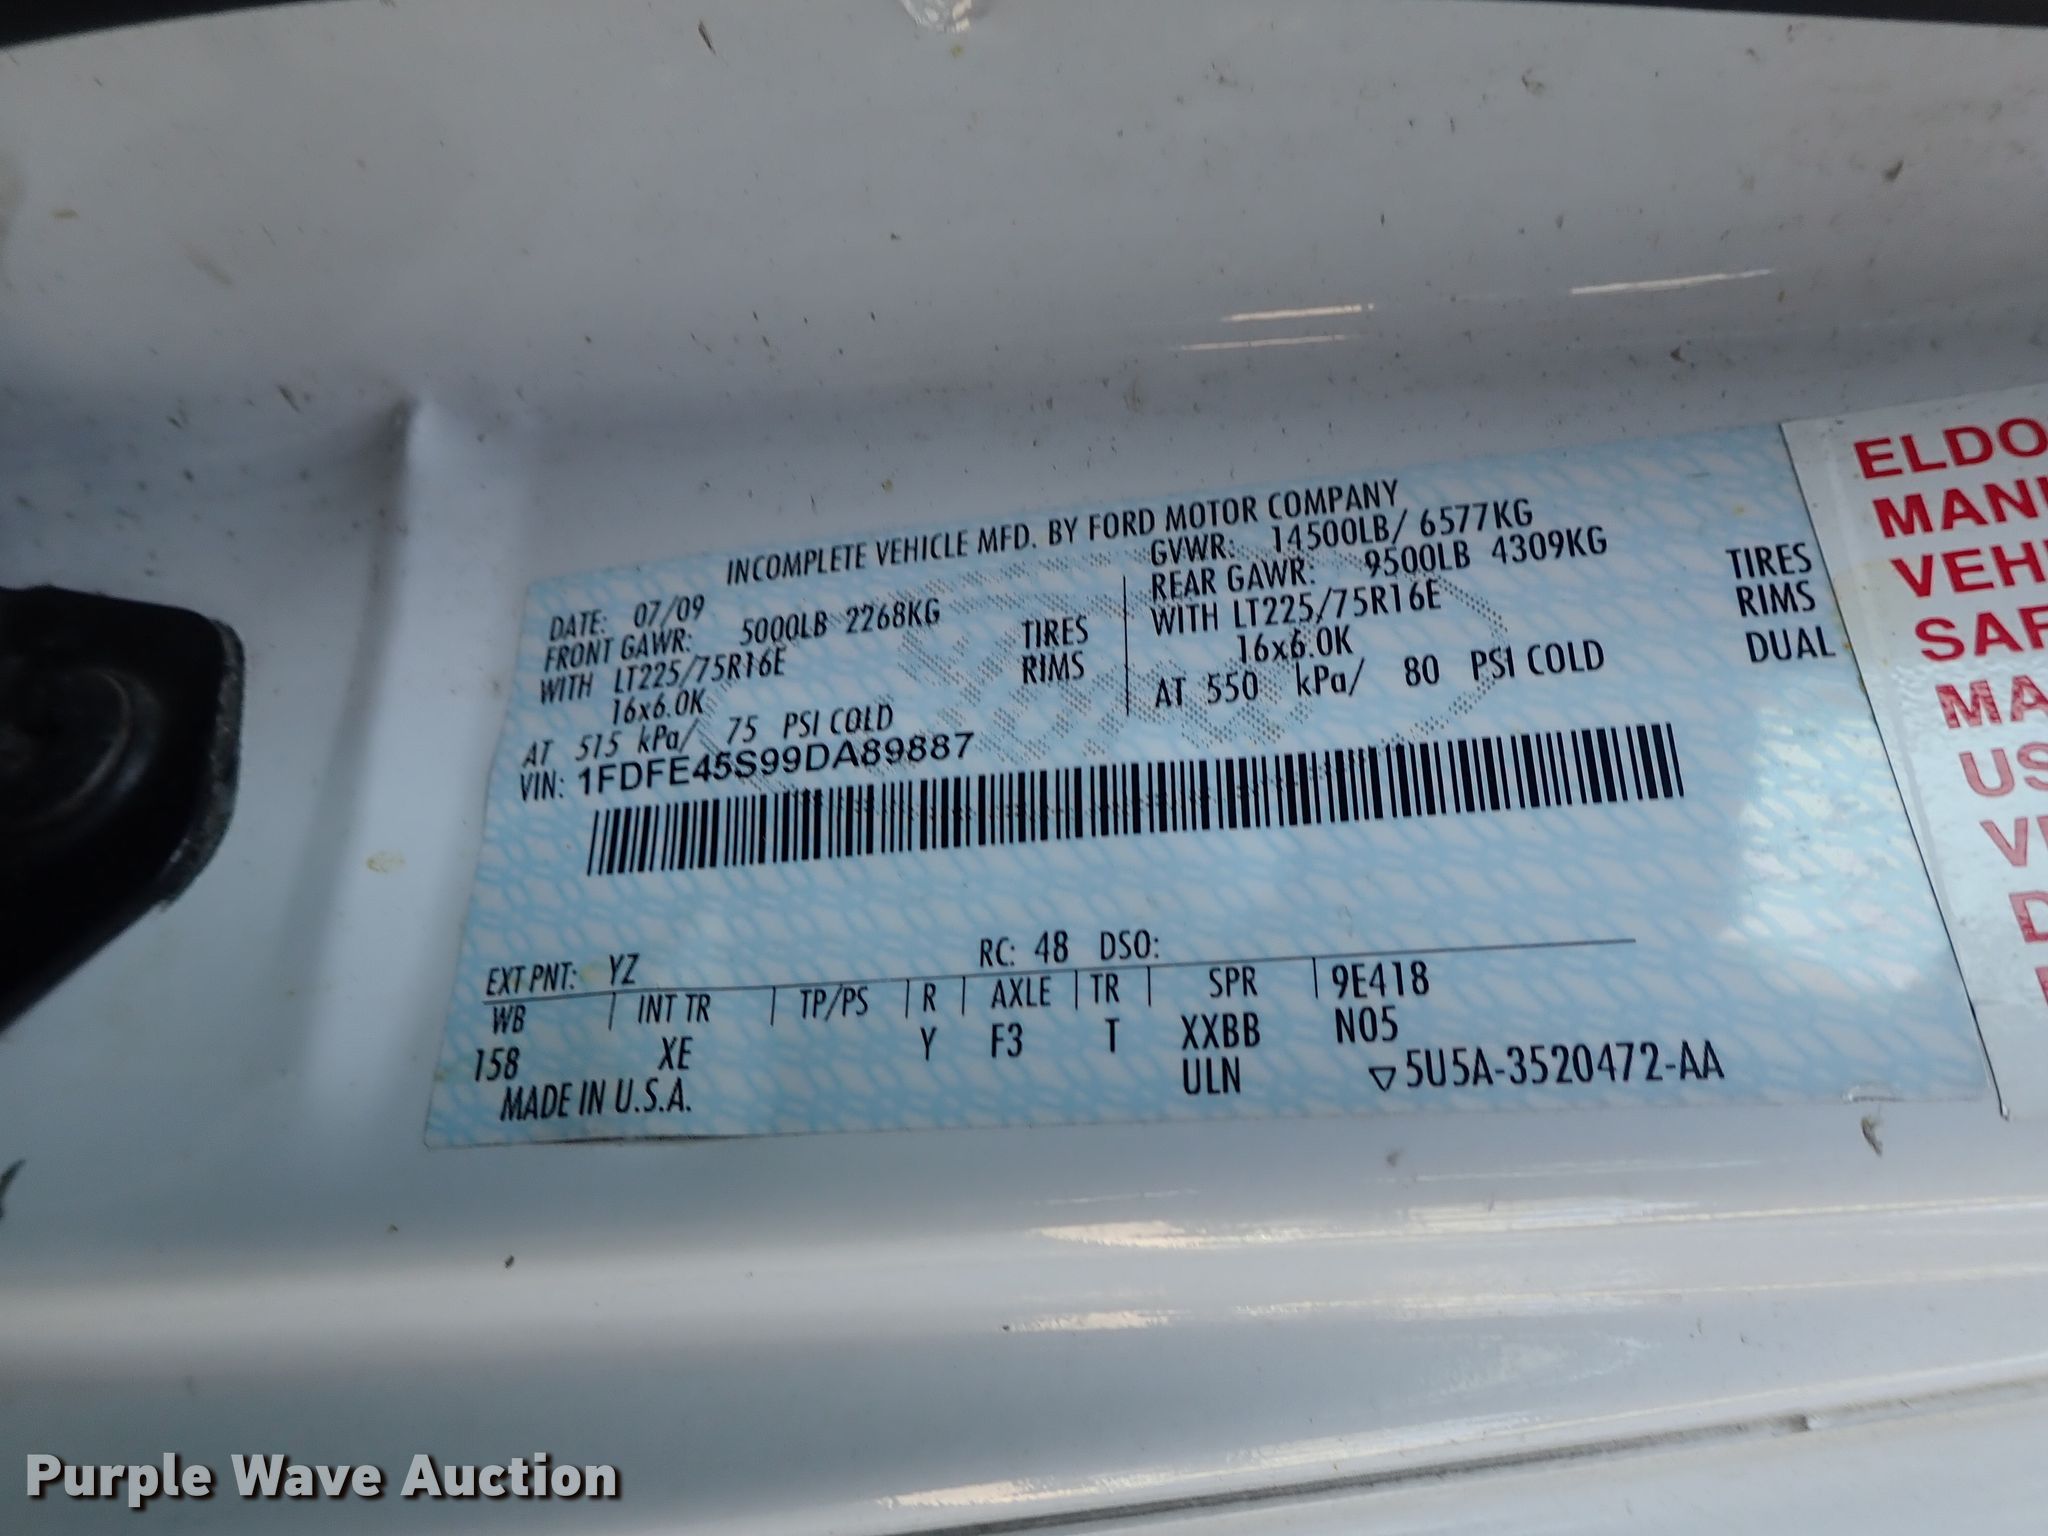 INCOMPLETE VEHICLE MFD. BY FORD MOTOR COMPANY
DATE: 07/09
GVWR: 14500LB/ 6577KG
FRONT GAWR: 5000LB 2268KG
REAR GAWR: 9500LB 4309KG
WITH LT225/75R16E TIRES
WITH LT225/75R16E TIRES
16x6.0K RIMS
16x6.0K RIMS
AT 515 kPa/ 75 PSI COLD
AT 550 kPa/ 80 PSI COLD DUAL
VIN: 1FDFE45S99DA89887
EXT PNT: YZ RC: 48 DSO:
WB INT TR TP/PS R AXLE TR SPR 9E418
158 XE Y F3 T XXBB N05
ULN
MADE IN U.S.A.
▽5U5A-3520472-AA
ELDO
MAN
VEH
SAF
MA
US
Purple Wave Auction